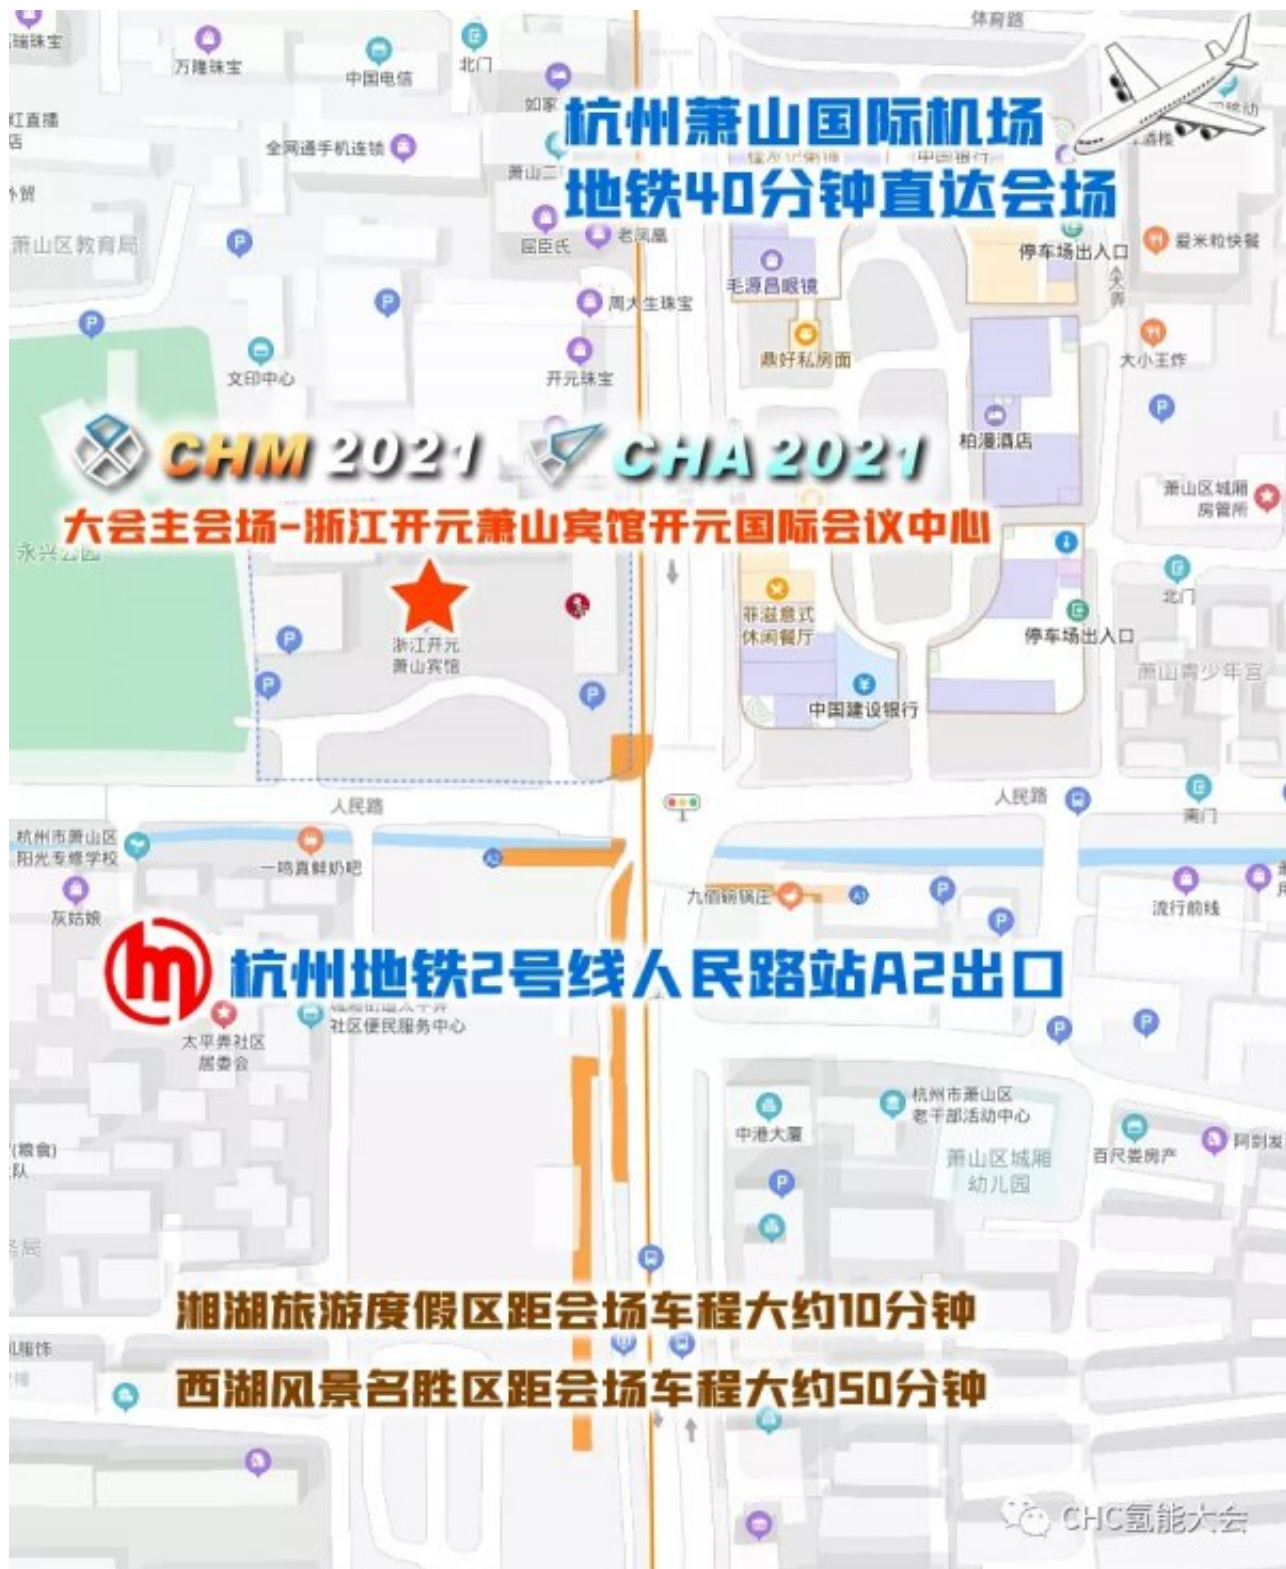 体育路
万隆珠宝
中国电信
北门
如家
全网通手机连锁
杭州萧山国际机场
地铁40分钟直达会场
萧山区教育局
P
屈臣氏
老凤凰
停车场出入口
爱米粒快餐
毛源昌眼镜
P
周大生珠宝
P
鼎好私房面
大小王炸
文印中心
开元珠宝
P
柏漫酒店
CHM 2021
CHA 2021
萧山区城厢
房管所
大会主会场-浙江开元萧山宾馆开元国际会议中心
永兴公园
北门
菲滋意式
休闲餐厅
停车场出入口
P
浙江开元
萧山宾馆
萧山青少年宫
P
P
中国建设银行
人民路
人民路
南门
杭州市萧山区
阳光专修学校
一鸣真鲜奶吧
A2
灰姑娘
九佰碗锅庄
A1
P
P
流行前线
杭州地铁2号线人民路站A2出口
社区便民服务中心
P
P
太平弄社区
居委会
杭州市萧山区
老干部活动中心
中港大厦
百尺娄房产
萧山区城厢
幼儿园
(粮食)
P
湘湖旅游度假区距会场车程大约10分钟
西湖风景名胜区距会场车程大约50分钟
CHC氢能大会